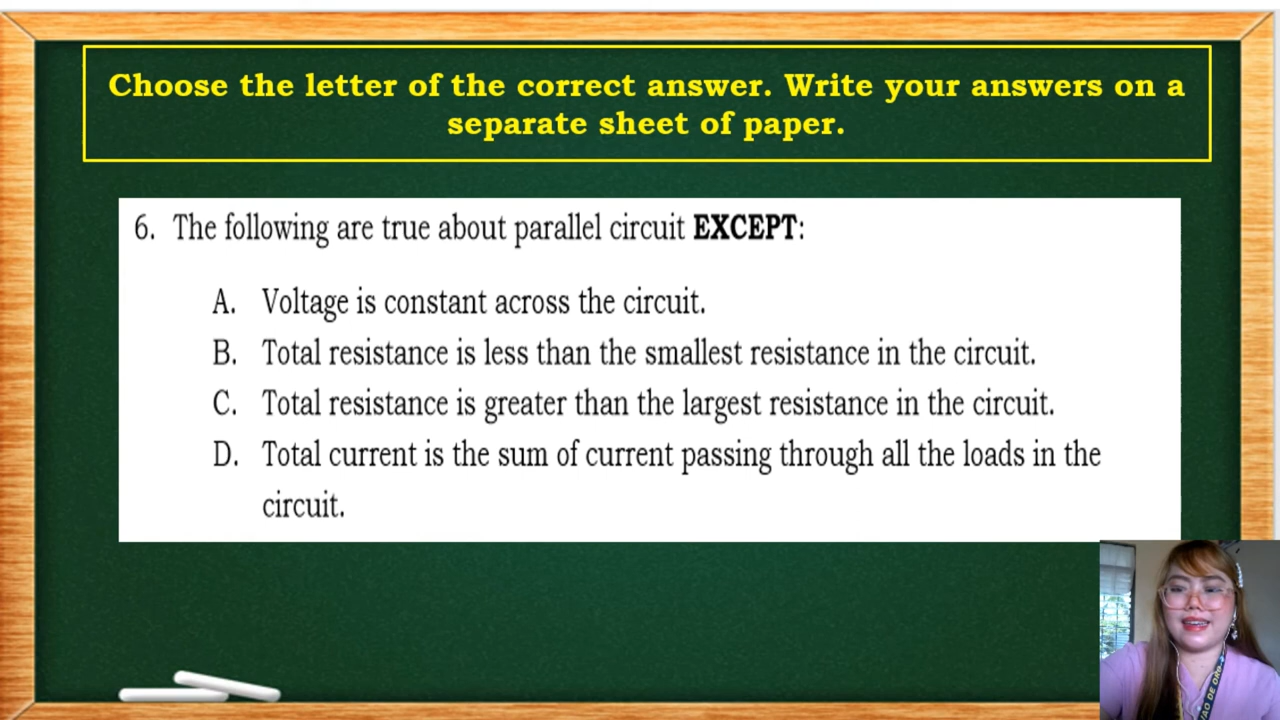 Choose the letter of the correct answer. Write your answers on a
separate sheet of paper.
6. The following are true about parallel circuit EXCEPT:
A. Voltage is constant across the circuit.
B. Total resistance is less than the smallest resistance in the circuit.
C. Total resistance is greater than the largest resistance in the circuit.
D. Total current is the sum of current passing through all the loads in the
circuit.